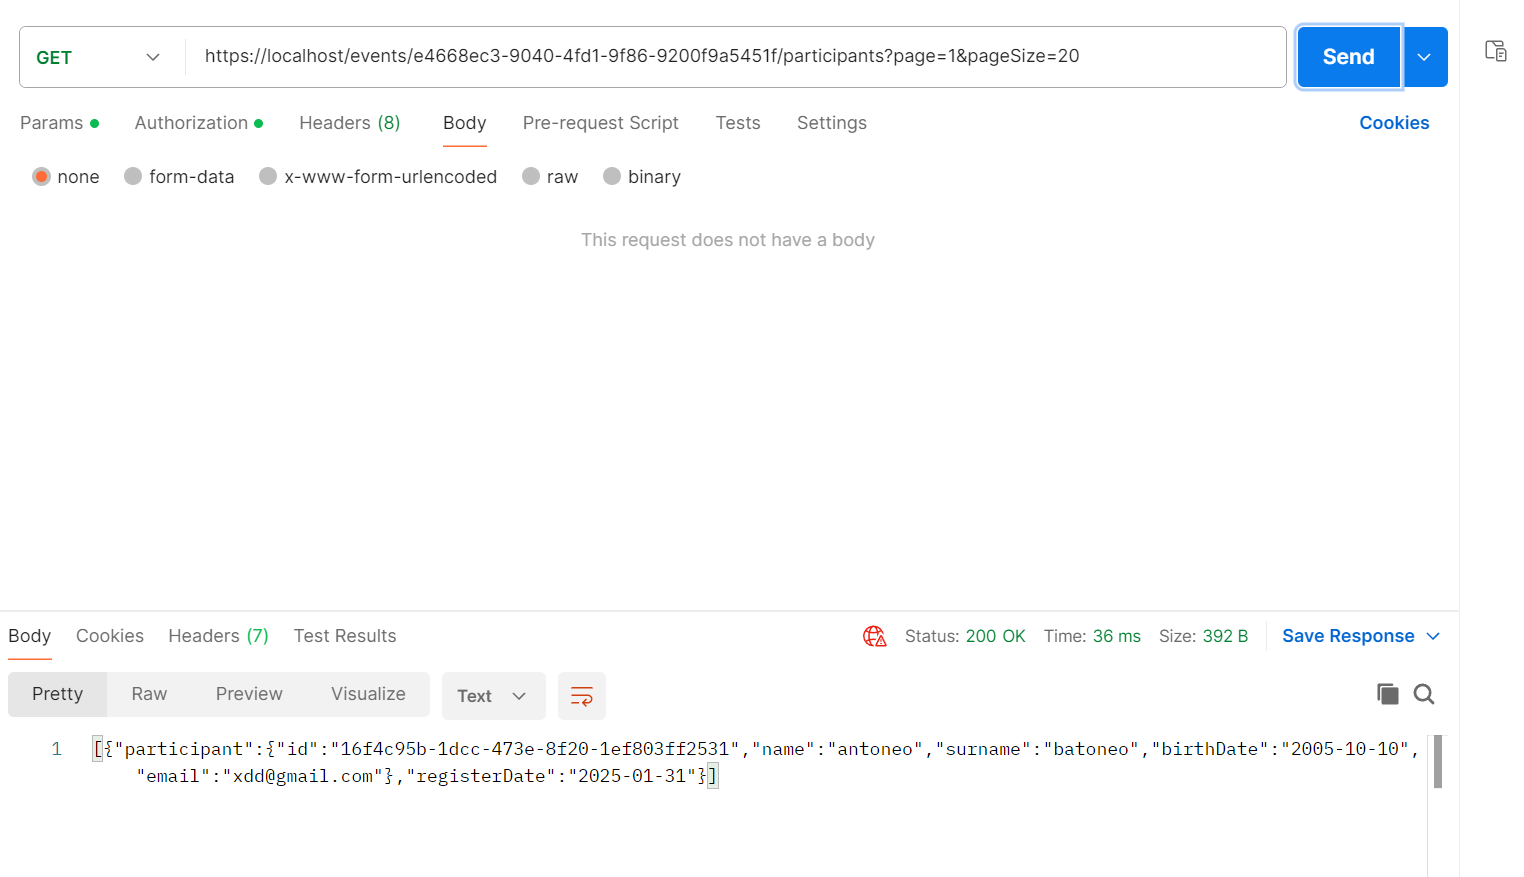 GET https://localhost/events/e4668ec3-9040-4fd1-9f86-9200f9a5451f/participants?page=1&pageSize=20 Send
Params Authorization Headers (8) Body Pre-request Script Tests Settings Cookies
none form-data x-www-form-urlencoded raw binary
This request does not have a body
Body Cookies Headers (7) Test Results Status: 200 OK Time: 36 ms Size: 392 B Save Response
Pretty Raw Preview Visualize Text
1 [{"participant":{"id":"16f4c95b-1dcc-473e-8f20-1ef803ff2531","name":"antoneo","surname":"batoneo","birthDate":"2005-10-10",
"email":"xdd@gmail.com"},"registerDate":"2025-01-31"}]